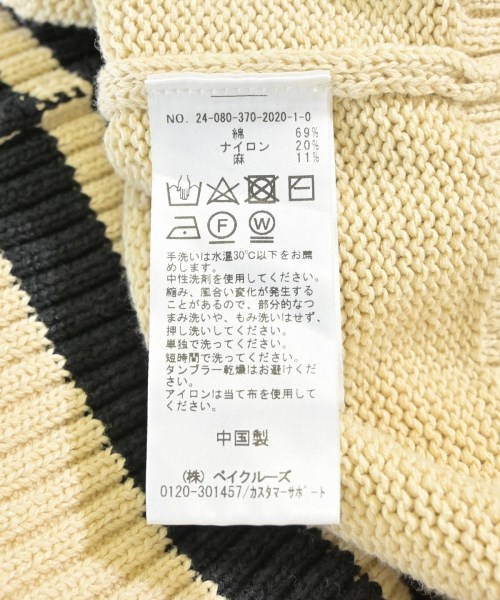 NO. 24-080-370-2020-1-0
綿 69%
ナイロン 20%
麻 11%
F W
手洗いは水温30℃以下をお薦
めします。
中性洗剤を使用してください。
縮み、風合い変化が発生する
ことがあるので、部分的なつ
まみ洗いや、もみ洗いはせず、
押し洗いしてください。
単独で洗ってください。
短時間で洗ってください。
タンブラー乾燥はお避けくださ
い。
アイロンは当て布を使用してく
ださい。
中国製
(株) ベイクルーズ
0120-301457/カスタマーサポート